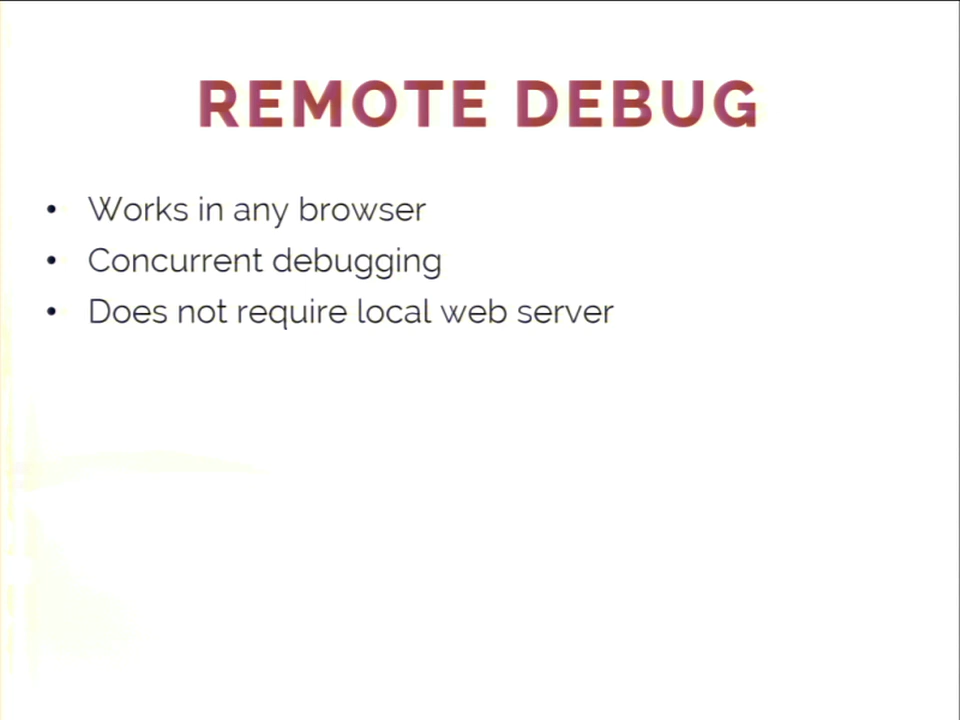 REMOTE DEBUG
• Works in any browser
• Concurrent debugging
• Does not require local web server